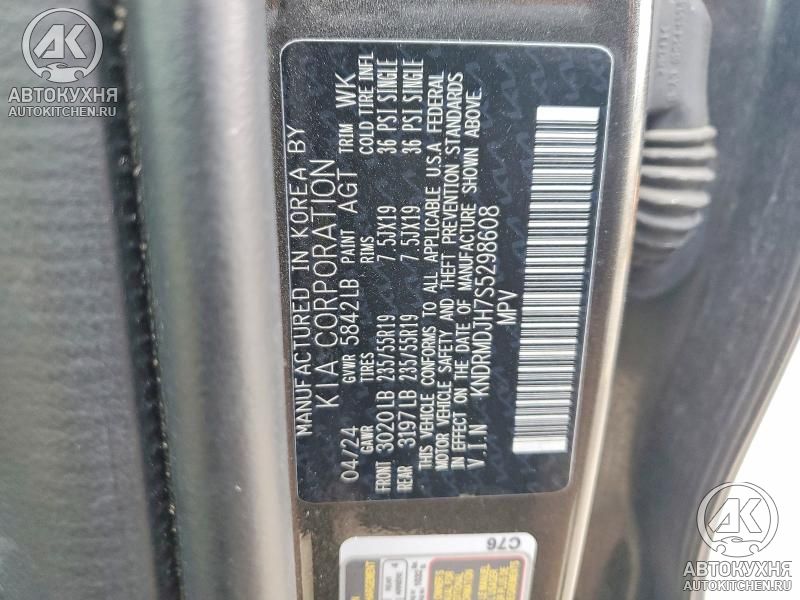 MANUFACTURED IN KOREA BY
KIA CORPORATION
04/24 GVWR 5842LB PAINT AGT TRIM WK
GAWR TIRES RIMS COLD TIRE INFL
FRONT 3020LB 235/55R19 7.5JX19 36 PSI SINGLE
REAR 3197LB 235/55R19 7.5JX19 36 PSI SINGLE
THIS VEHICLE CONFORMS TO ALL APPLICABLE U.S.A FEDERAL
MOTOR VEHICLE SAFETY AND THEFT PREVENTION STANDARDS
IN EFFECT ON THE DATE OF MANUFACTURE SHOWN ABOVE.
V.I.N KNDRMDJH7S5298608
MPV
C76
АК
АВТОКУХНЯ
AUTOKITCHEN.RU
АК
АВТОКУХНЯ
AUTOKITCHEN.RU